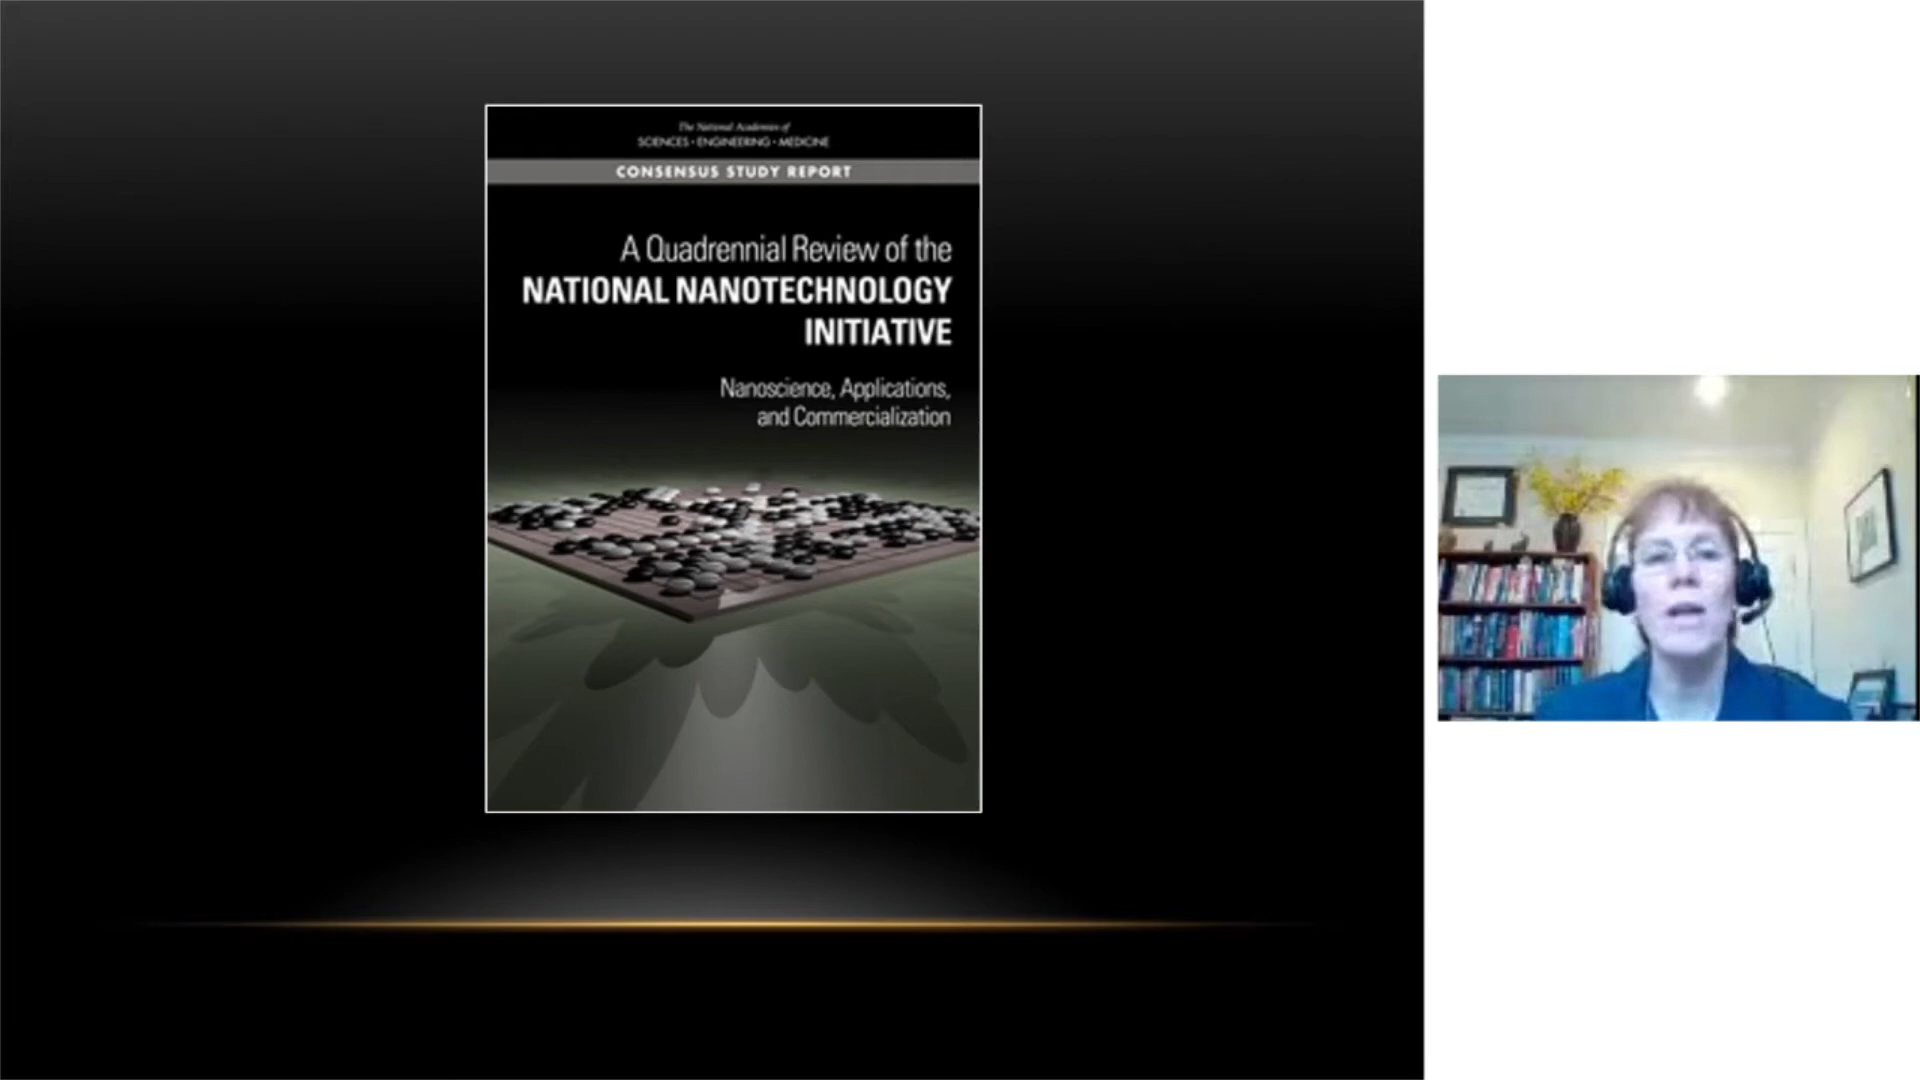 The National Academies of
SCIENCES • ENGINEERING • MEDICINE
CONSENSUS STUDY REPORT
A Quadrennial Review of the
NATIONAL NANOTECHNOLOGY
INITIATIVE
Nanoscience, Applications,
and Commercialization